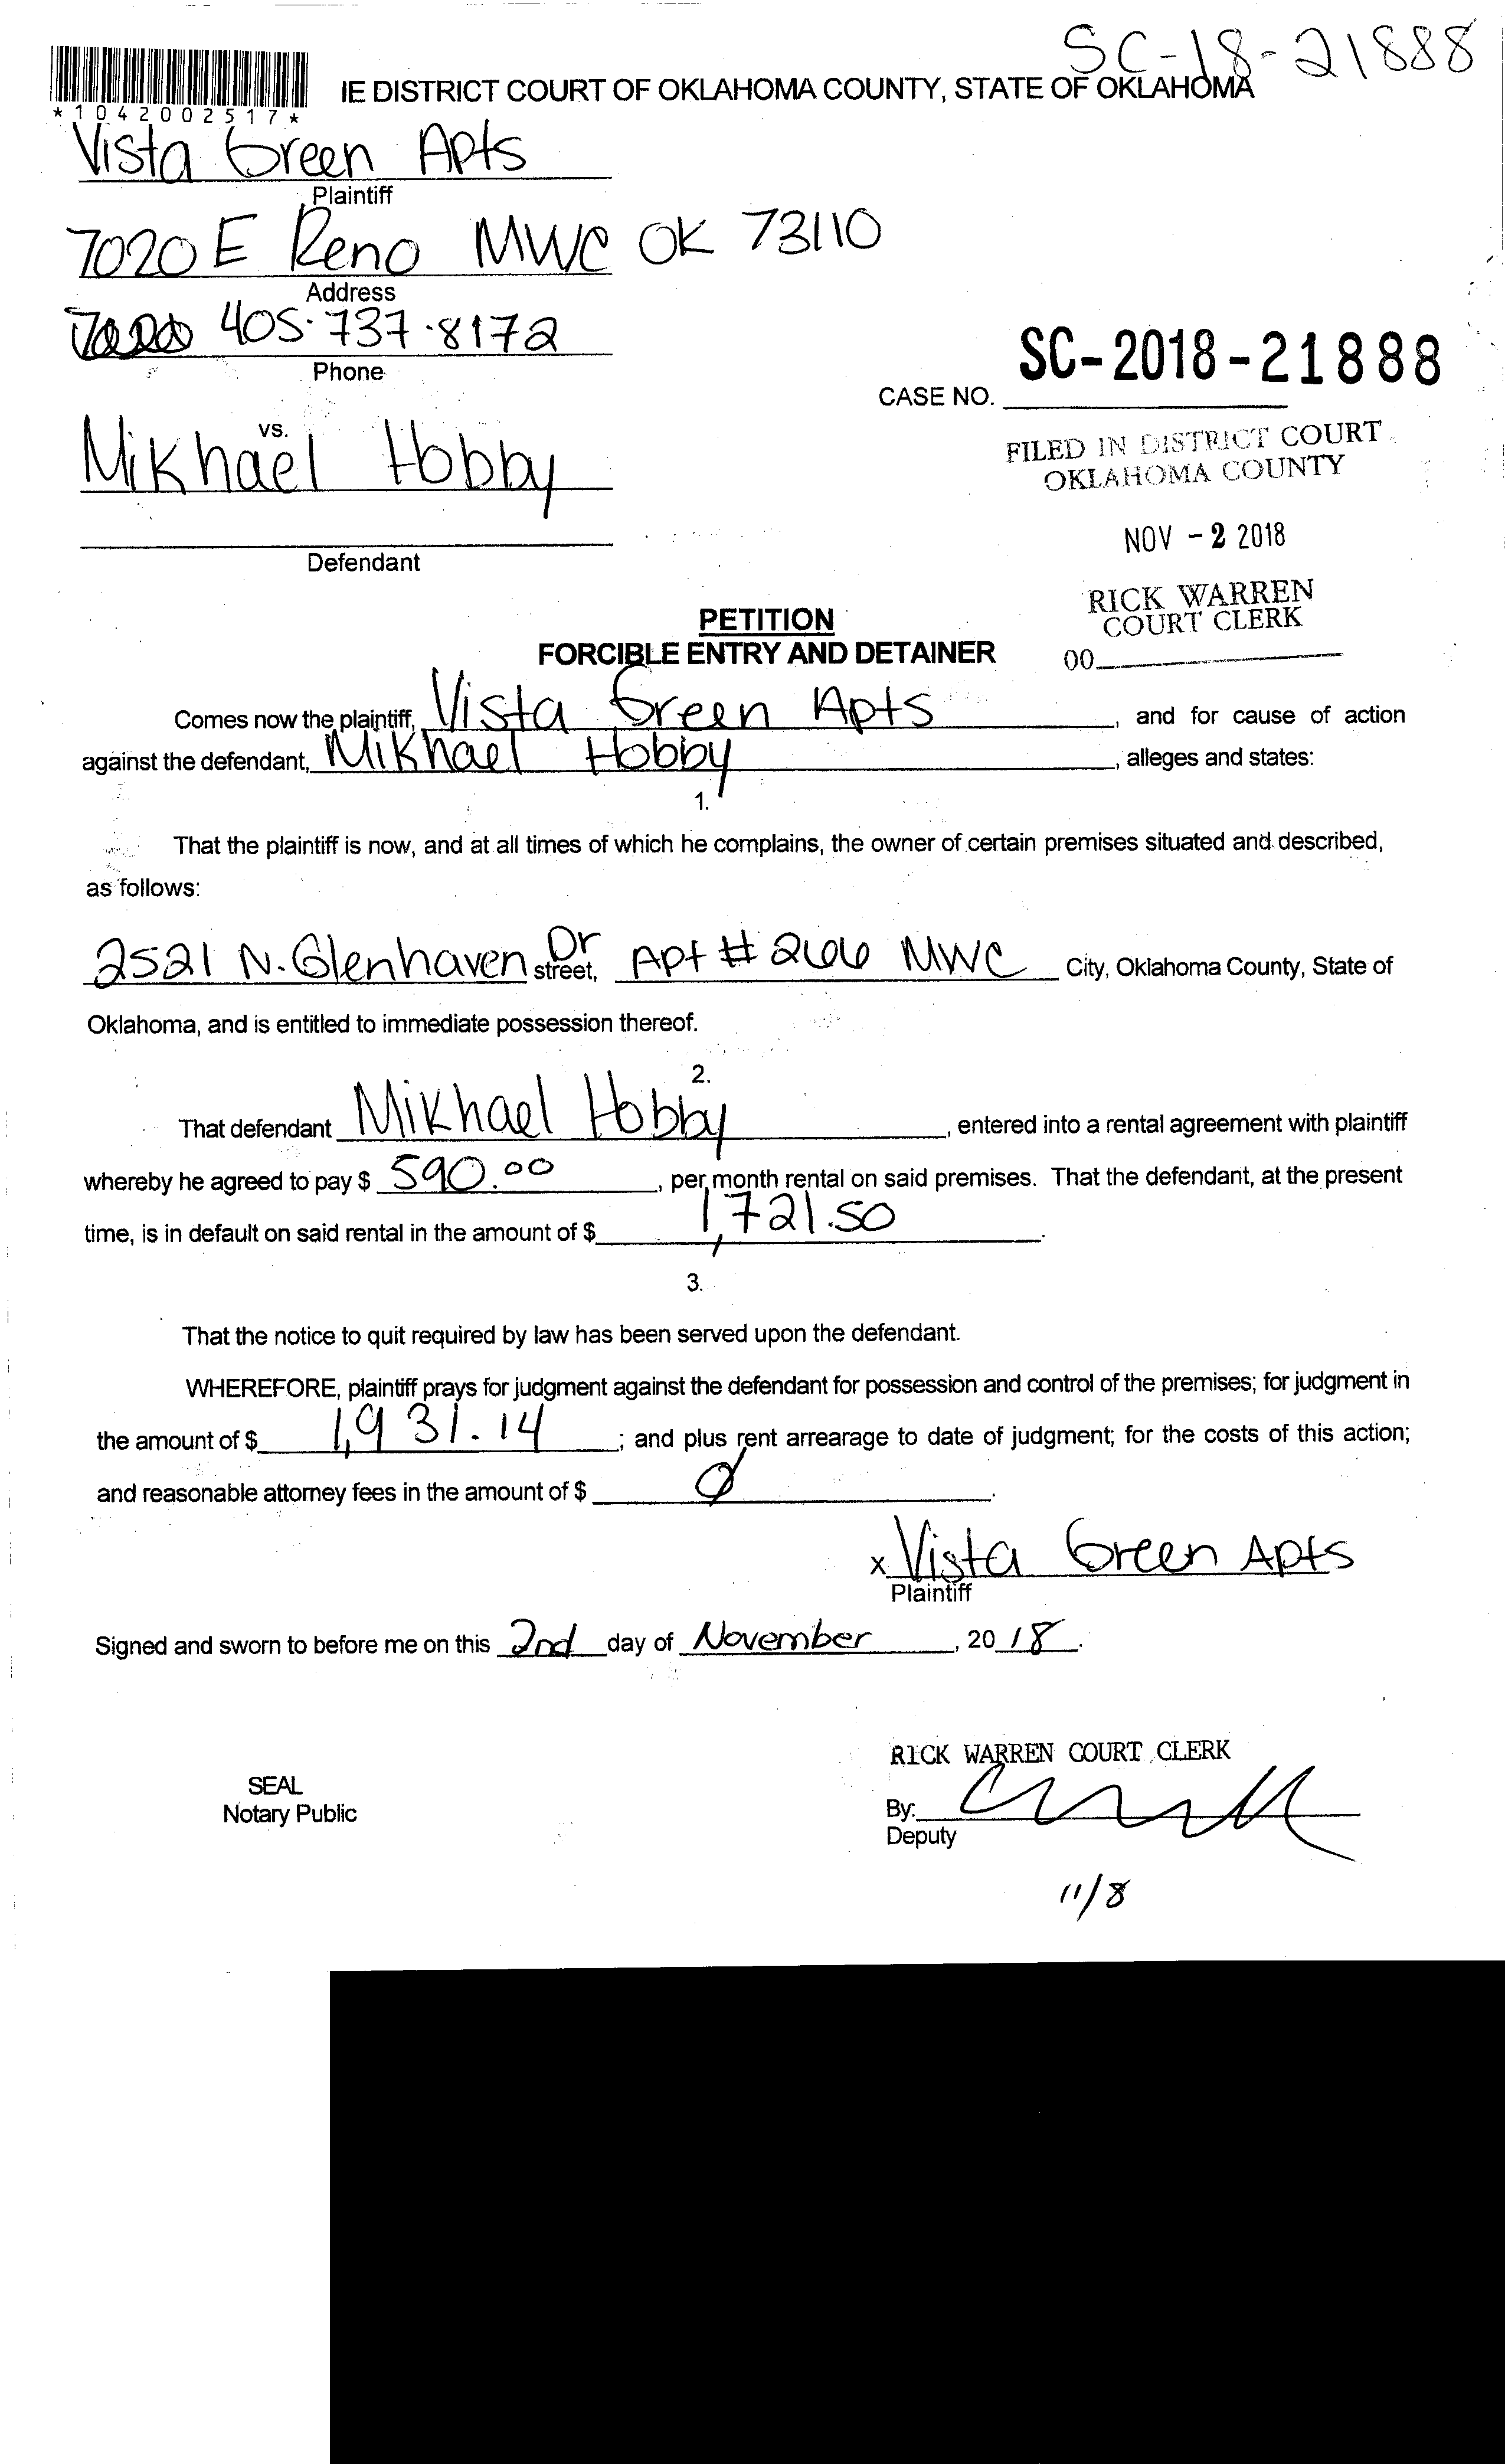 SC-18-21888
IE DISTRICT COURT OF OKLAHOMA COUNTY, STATE OF OKLAHOMA
*1042002517*
Vista Green Apts
Plaintiff
7020 E Reno MWC OK 73110
Address
405-737-8172
Phone
SC-2018-21888
CASE NO.
vs.
Mikhael Hobby
FILED IN DISTRICT COURT
OKLAHOMA COUNTY
NOV - 2 2018
Defendant
RICK WARREN
COURT CLERK
00
PETITION
FORCIBLE ENTRY AND DETAINER
Comes now the plaintiff, Vista Green Apts, and for cause of action
against the defendant, Mikhael Hobby, alleges and states:
1.
That the plaintiff is now, and at all times of which he complains, the owner of certain premises situated and described,
as follows:
2521 N. Glenhaven Dr street, Apt # 266 MWC City, Oklahoma County, State of
Oklahoma, and is entitled to immediate possession thereof.
2.
That defendant Mikhael Hobby, entered into a rental agreement with plaintiff
whereby he agreed to pay $ 590.00, per month rental on said premises. That the defendant, at the present
time, is in default on said rental in the amount of $ 1,721.50.
3.
That the notice to quit required by law has been served upon the defendant.
WHEREFORE, plaintiff prays for judgment against the defendant for possession and control of the premises; for judgment in
the amount of $ 1,931.14; and plus rent arrearage to date of judgment; for the costs of this action;
and reasonable attorney fees in the amount of $ Ø.
x Vista Green Apts
Plaintiff
Signed and sworn to before me on this 2nd day of November, 2018.
RICK WARREN COURT CLERK
SEAL
Notary Public
By:
Deputy
11/8